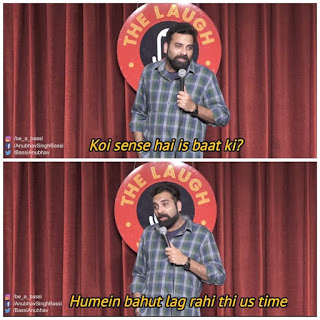 THE LAUGH
Koi sense hai is baat ki?
/be_a_bassi
/AnubhavSinghBassi
/BassiAnubhav
THE LAUGH
Humein bahut lag rahi thi us time
/be_a_bassi
/AnubhavSinghBassi
/BassiAnubhav